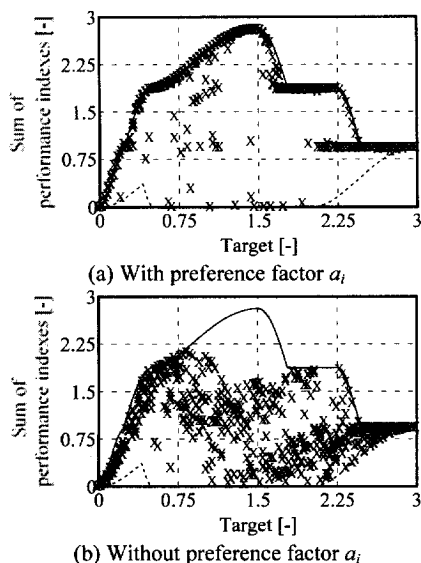 3
2.25
1.5
0.75
0
Sum of
performance indexes [-]
0 0.75 1.5 2.25 3
Target [-]
(a) With preference factor a_i
3
2.25
1.5
0.75
0
Sum of
performance indexes [-]
0 0.75 1.5 2.25 3
Target [-]
(b) Without preference factor a_i